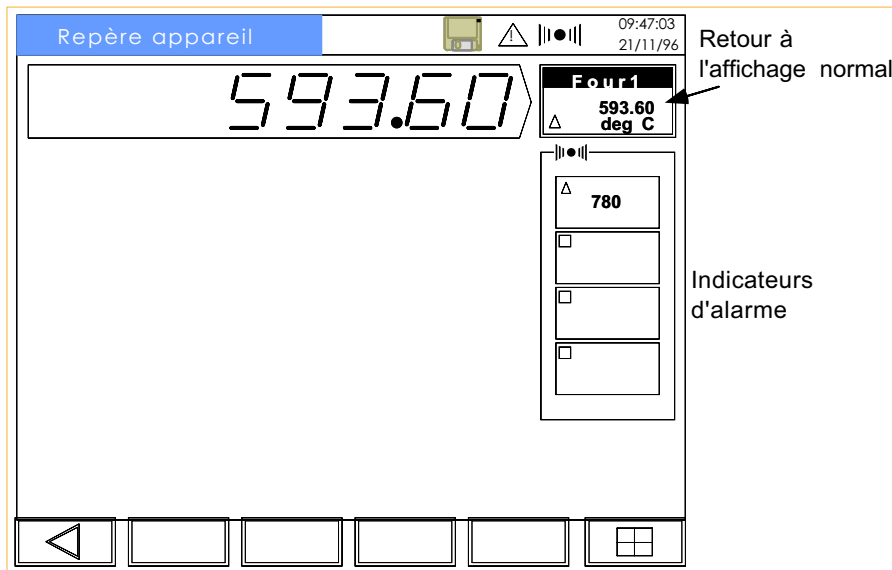 Repère appareil
09:47:03
21/11/96
593.60
Four1
593.60
deg C
Retour à
l'affichage normal
780
Indicateurs
d'alarme